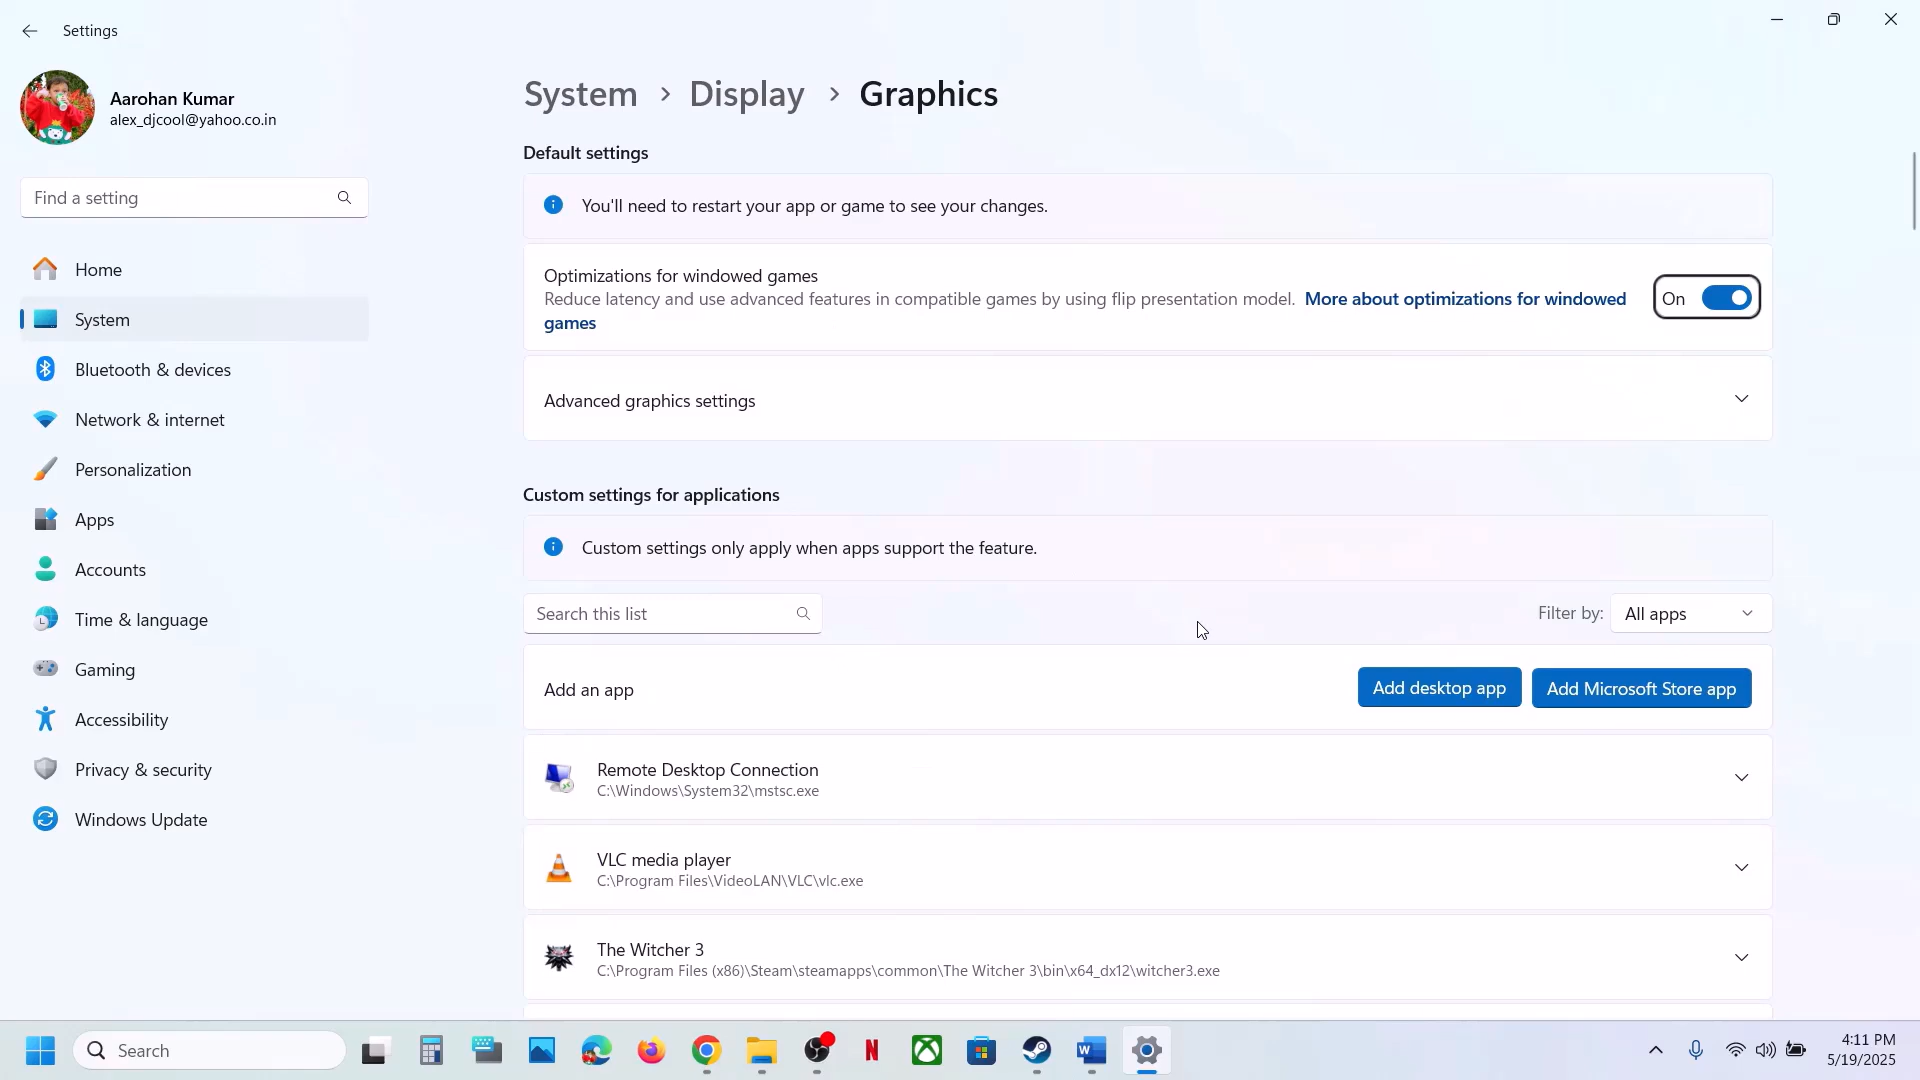 Settings
Aarohan Kumar
alex_djcool@yahoo.co.in
Find a setting
Home
System
Bluetooth & devices
Network & internet
Personalization
Apps
Accounts
Time & language
Gaming
Accessibility
Privacy & security
Windows Update
System > Display > Graphics
Default settings
You'll need to restart your app or game to see your changes.
Optimizations for windowed games
Reduce latency and use advanced features in compatible games by using flip presentation model. More about optimizations for windowed
games
On
Advanced graphics settings
Custom settings for applications
Custom settings only apply when apps support the feature.
Search this list
Filter by: All apps
Add an app
Add desktop app
Add Microsoft Store app
Remote Desktop Connection
C:\Windows\System32\mstsc.exe
VLC media player
C:\Program Files\VideoLAN\VLC\vlc.exe
The Witcher 3
C:\Program Files (x86)\Steam\steamapps\common\The Witcher 3\bin\x64_dx12\witcher3.exe
Search
4:11 PM
5/19/2025